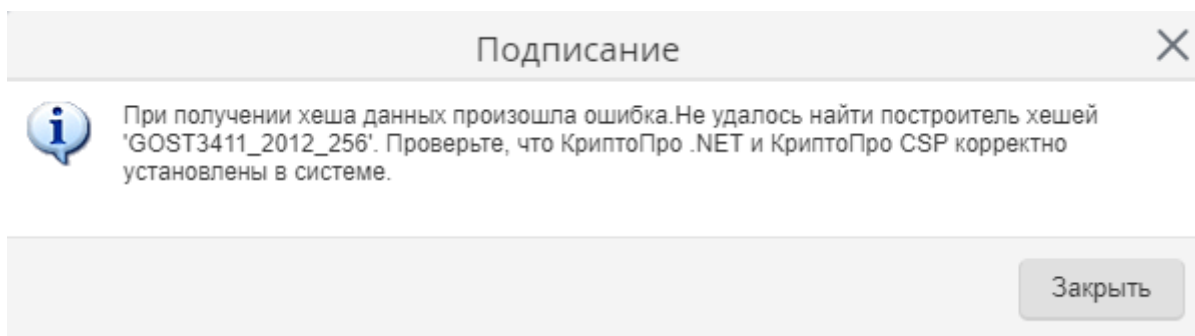 Подписание
При получении хеша данных произошла ошибка.Не удалось найти построитель хешей
'GOST3411_2012_256'. Проверьте, что КриптоПро .NET и КриптоПро CSP корректно
установлены в системе.
Закрыть